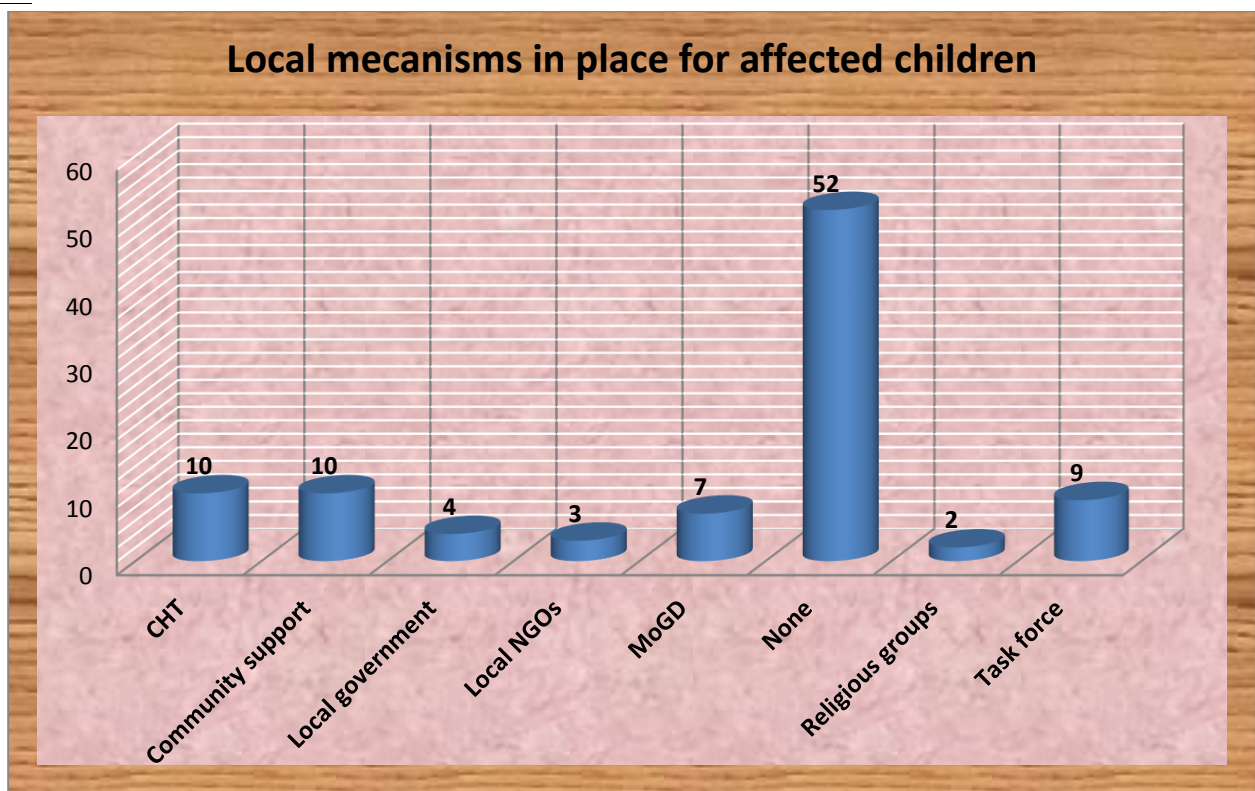 Local mecanisms in place for affected children
60
50
40
30
20
10
0
10
10
4
3
7
52
2
9
CHT
Community support
Local government
Local NGOs
MoGD
None
Religious groups
Task force